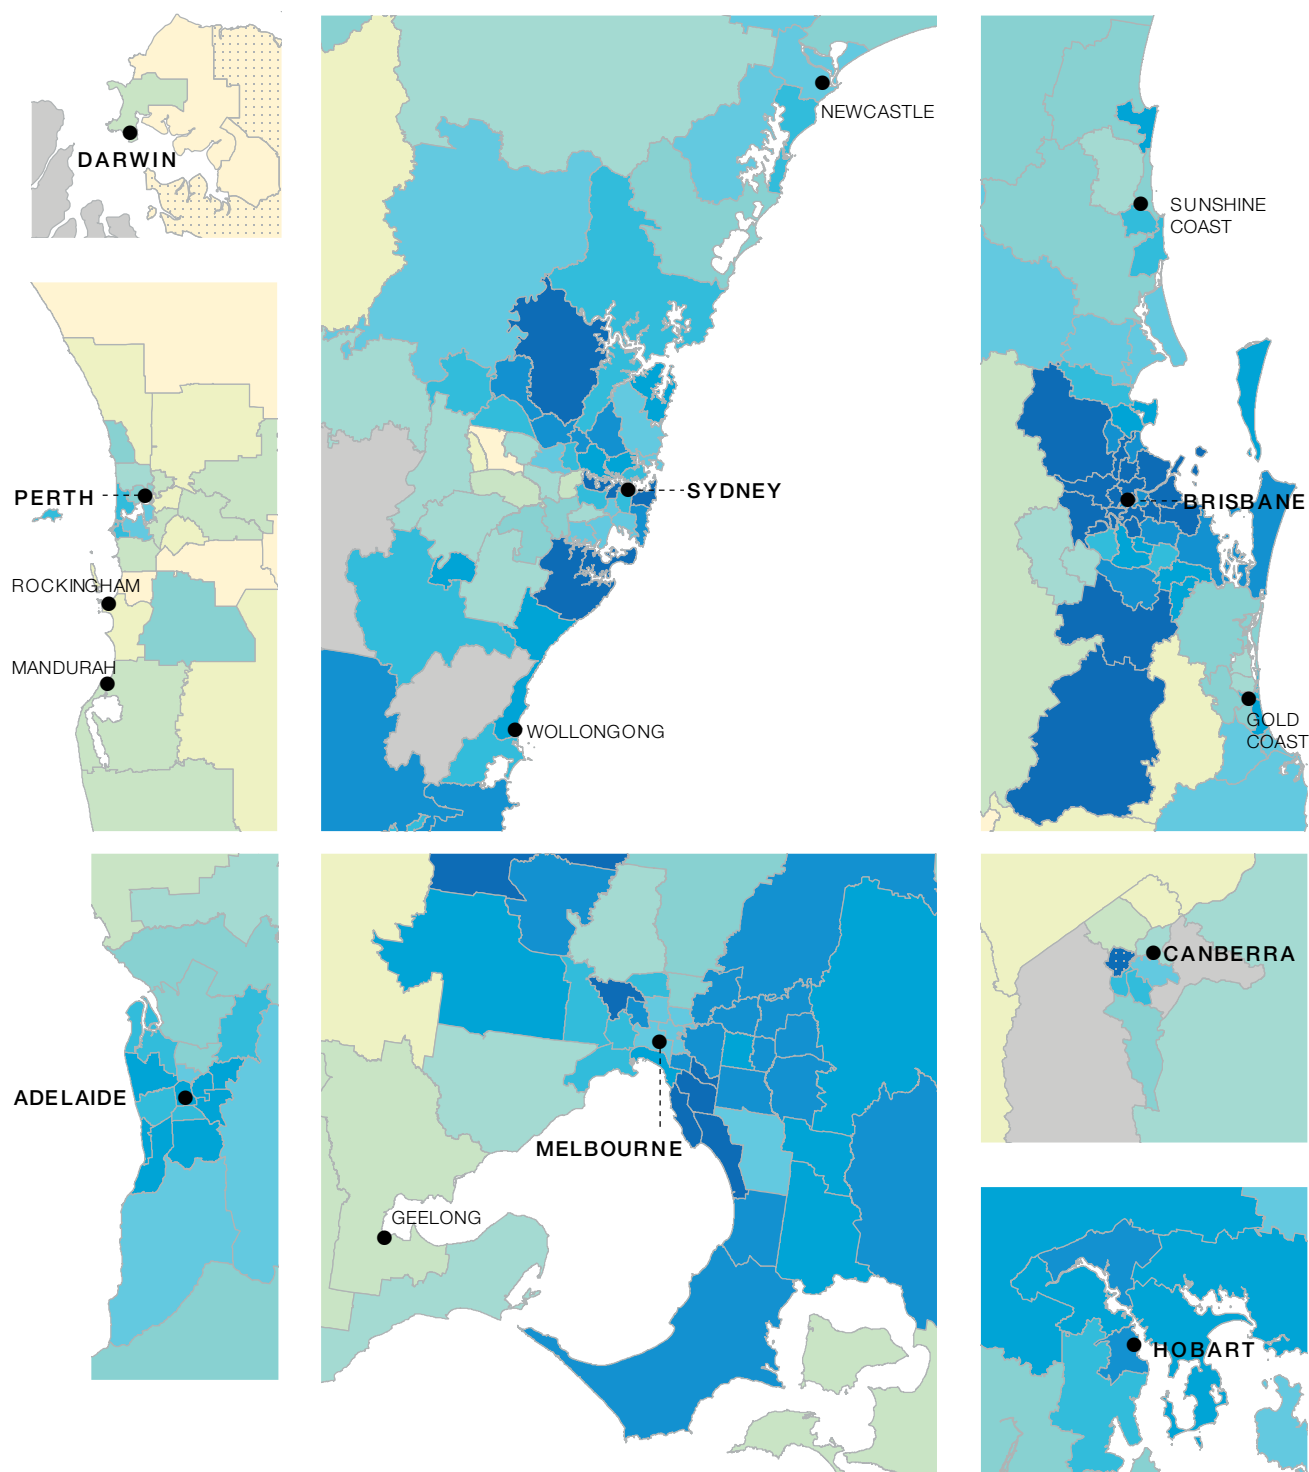 DARWIN
NEWCASTLE
SUNSHINE
COAST
PERTH
SYDNEY
BRISBANE
ROCKINGHAM
MANDURAH
WOLLONGONG
GOLD
COAST
CANBERRA
ADELAIDE
MELBOURNE
GEELONG
HOBART